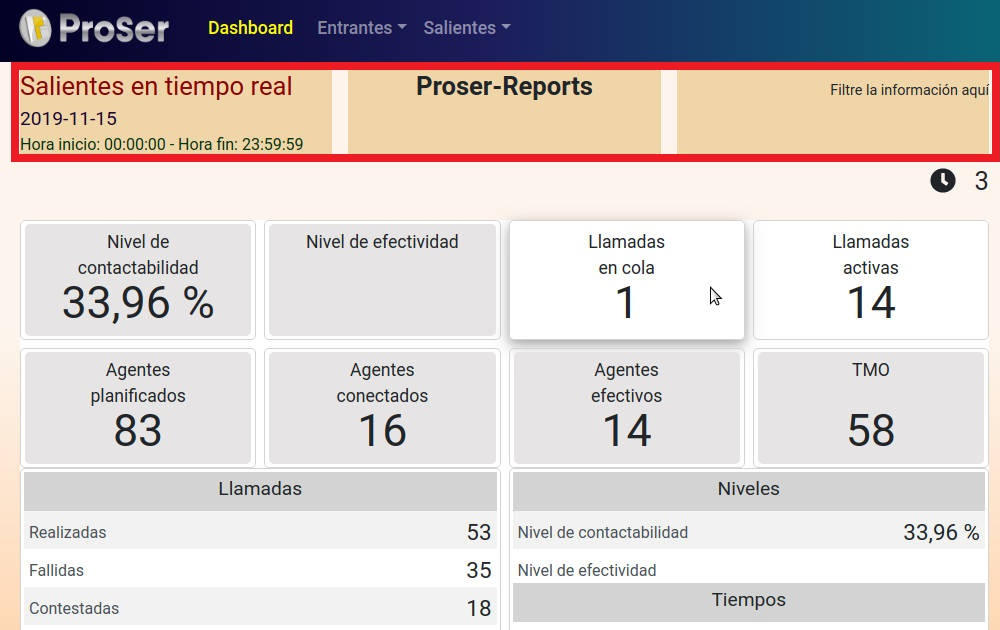 ProSer Dashboard Entrantes Salientes
Salientes en tiempo real
2019-11-15
Hora inicio: 00:00:00 - Hora fin: 23:59:59
Proser-Reports
Filtre la información aquí
3
Nivel de
contactabilidad
33,96 %
Nivel de efectividad
Llamadas
en cola
1
Llamadas
activas
14
Agentes
planificados
83
Agentes
conectados
16
Agentes
efectivos
14
TMO
58
Llamadas
Realizadas 53
Fallidas 35
Contestadas 18
Niveles
Nivel de contactabilidad 33,96 %
Nivel de efectividad
Tiempos